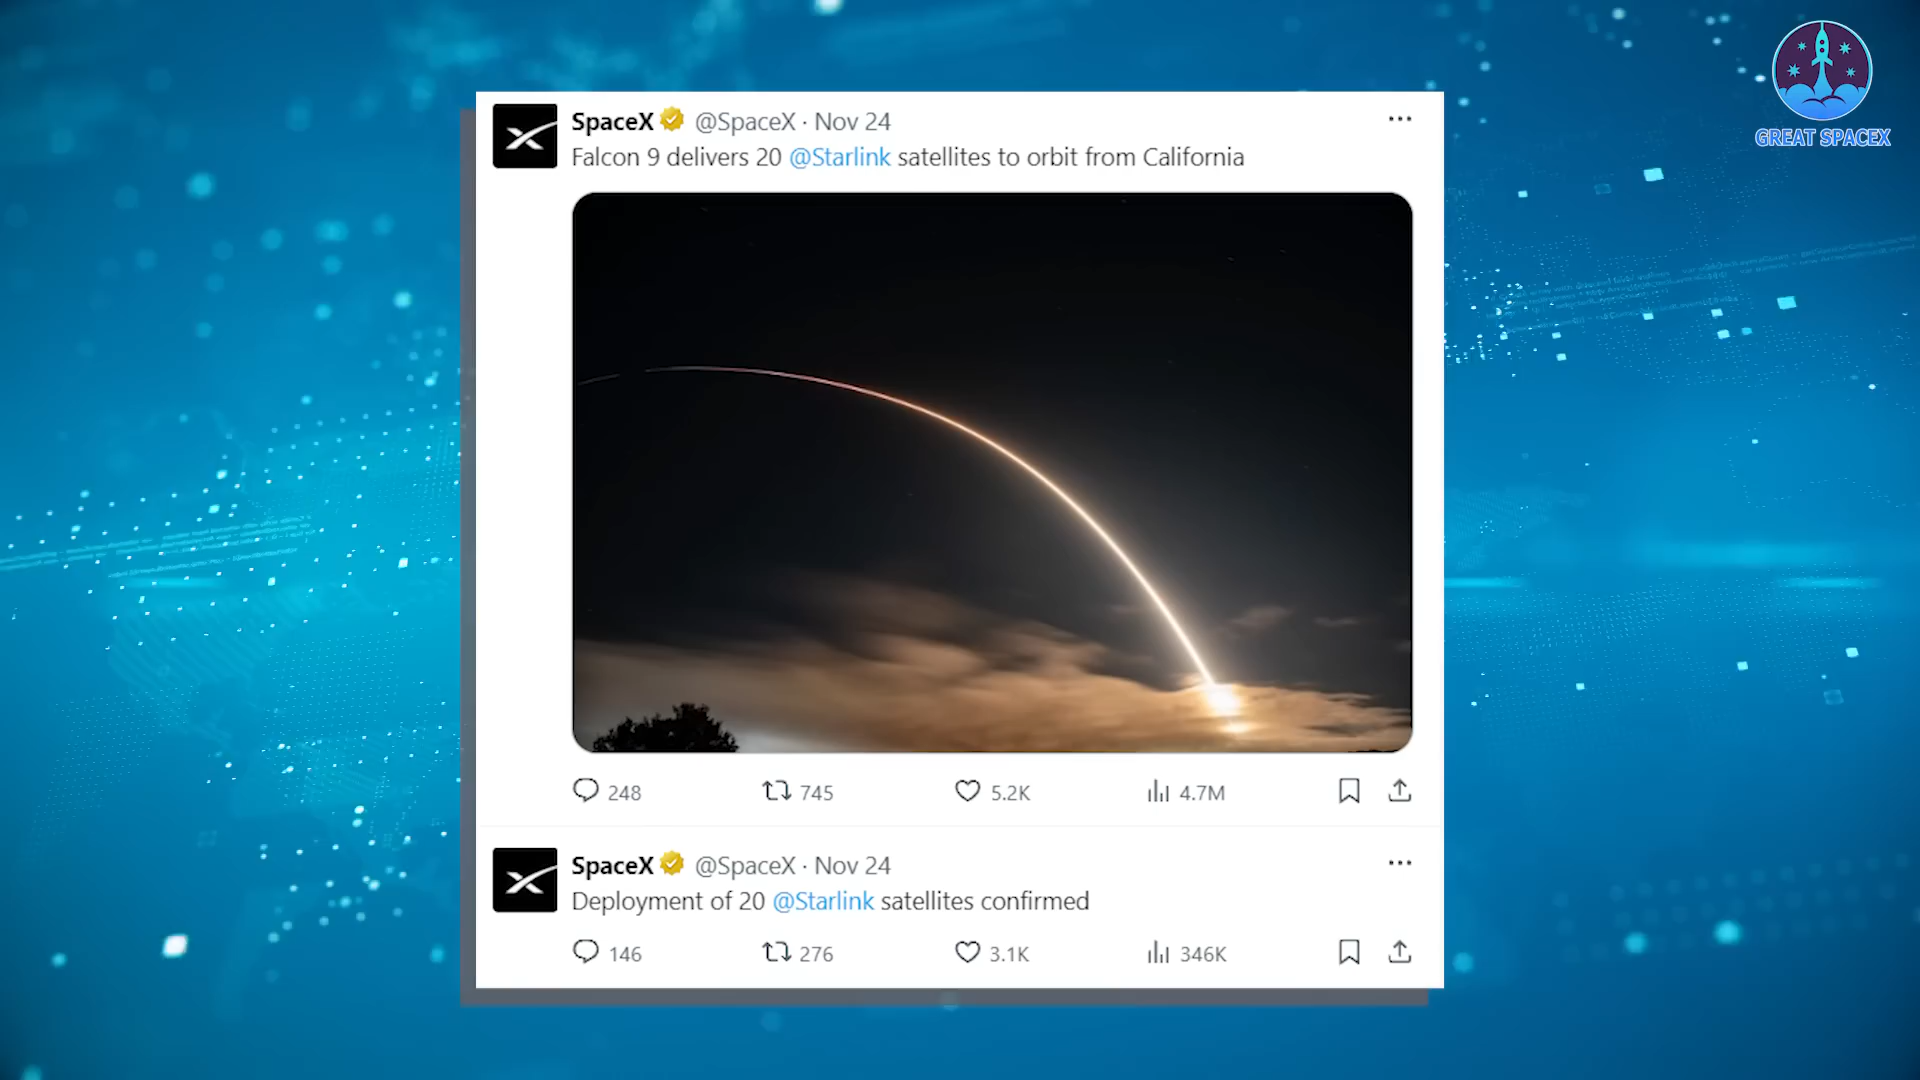 GREAT SPACEX
SpaceX @SpaceX · Nov 24
Falcon 9 delivers 20 @Starlink satellites to orbit from California
248 745 5.2K 4.7M
SpaceX @SpaceX · Nov 24
Deployment of 20 @Starlink satellites confirmed
146 276 3.1K 346K